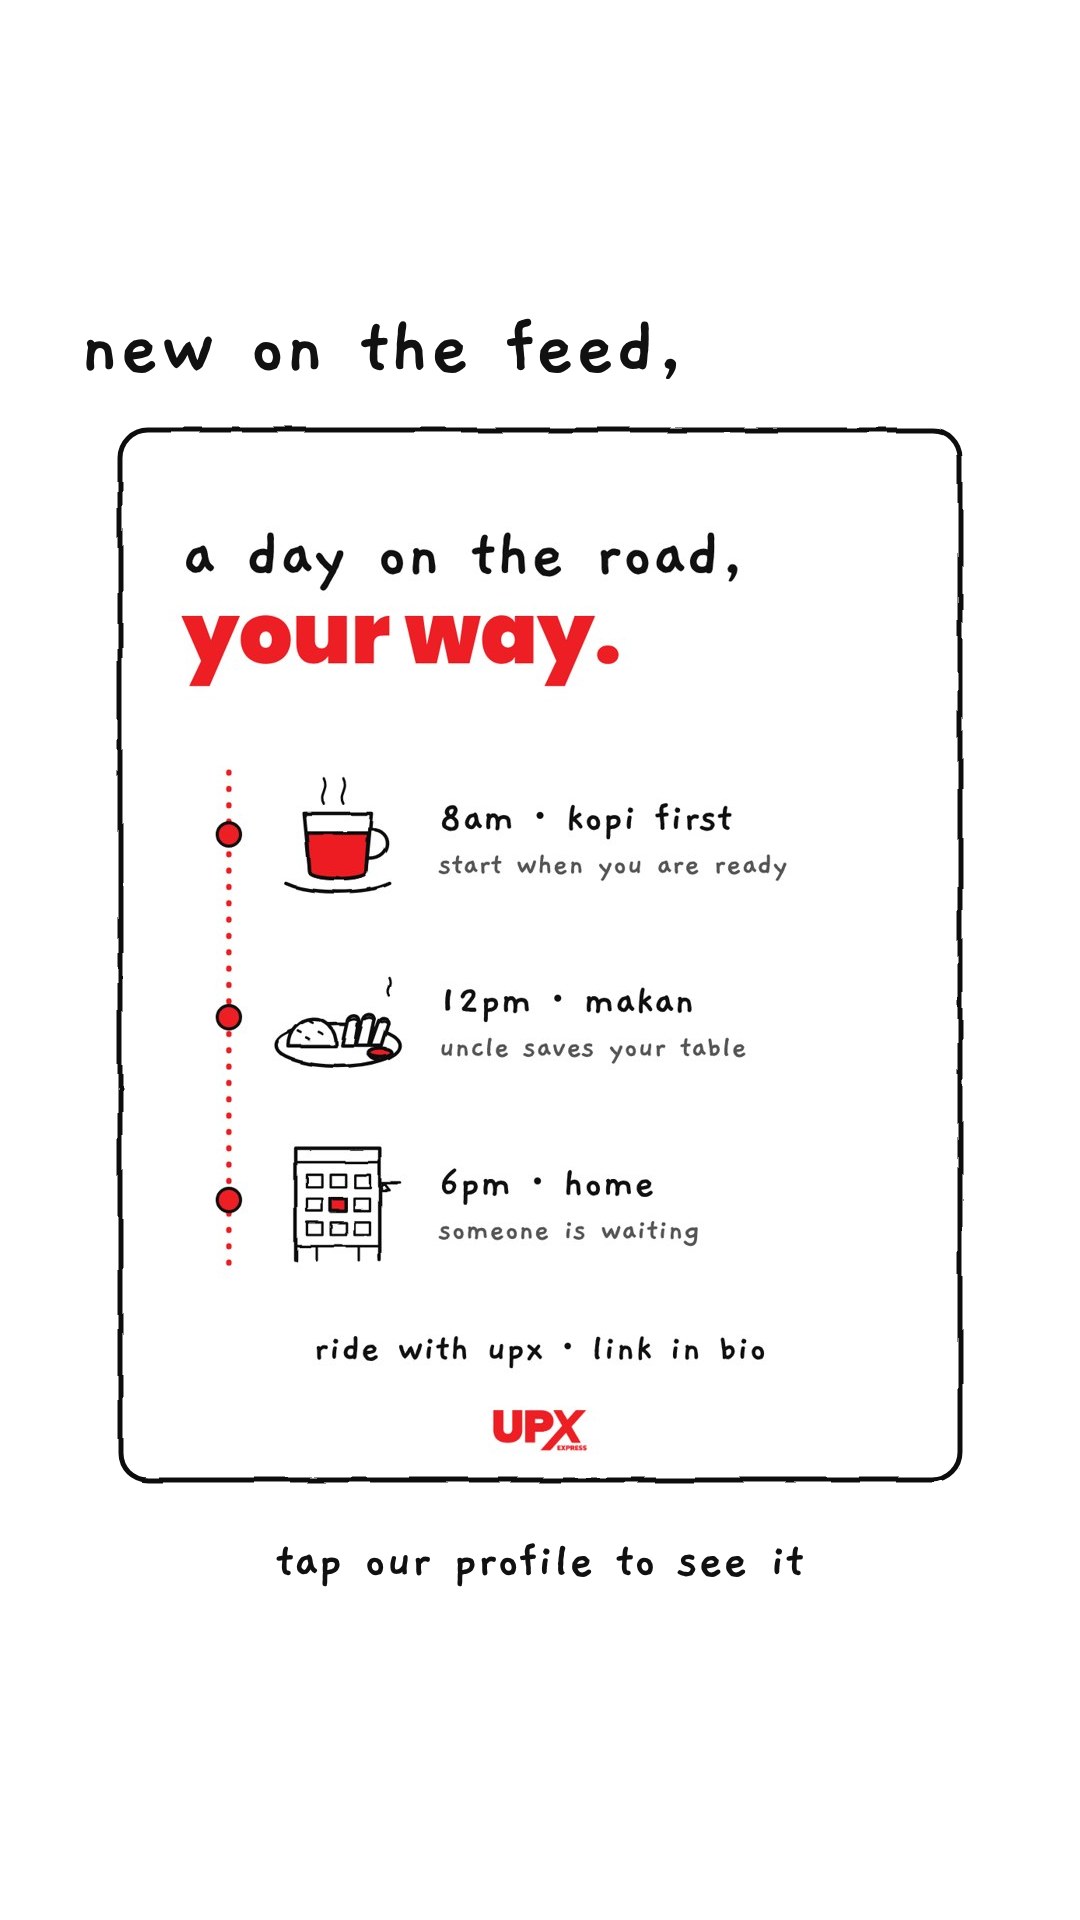 new on the feed,
a day on the road,
your way.
8am • kopi first
start when you are ready
12pm • makan
uncle saves your table
6pm • home
someone is waiting
ride with upx • link in bio
UPX
EXPRESS
tap our profile to see it